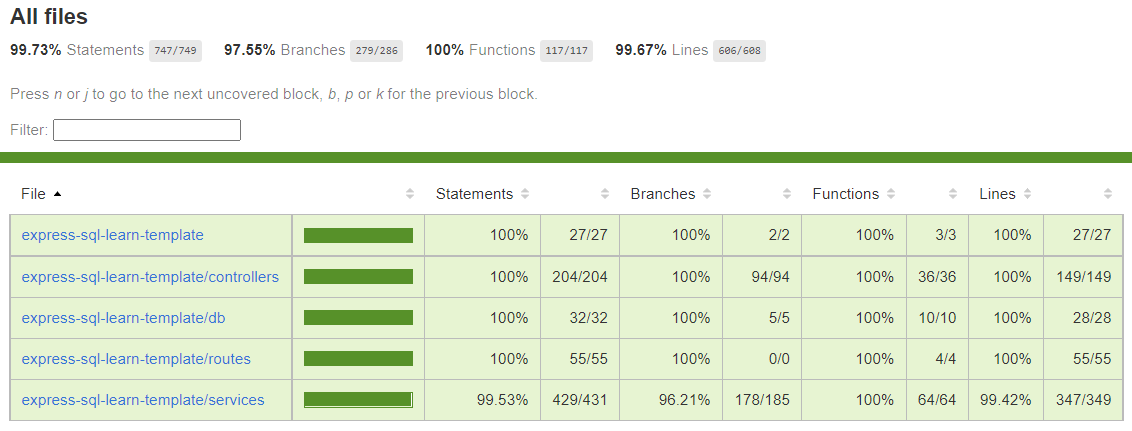 All files
99.73% Statements 747/749 97.55% Branches 279/286 100% Functions 117/117 99.67% Lines 606/608
Press n or j to go to the next uncovered block, b, p or k for the previous block.
Filter:
File Statements Branches Functions Lines
express-sql-learn-template 100% 27/27 100% 2/2 100% 3/3 100% 27/27
express-sql-learn-template/controllers 100% 204/204 100% 94/94 100% 36/36 100% 149/149
express-sql-learn-template/db 100% 32/32 100% 5/5 100% 10/10 100% 28/28
express-sql-learn-template/routes 100% 55/55 100% 0/0 100% 4/4 100% 55/55
express-sql-learn-template/services 99.53% 429/431 96.21% 178/185 100% 64/64 99.42% 347/349